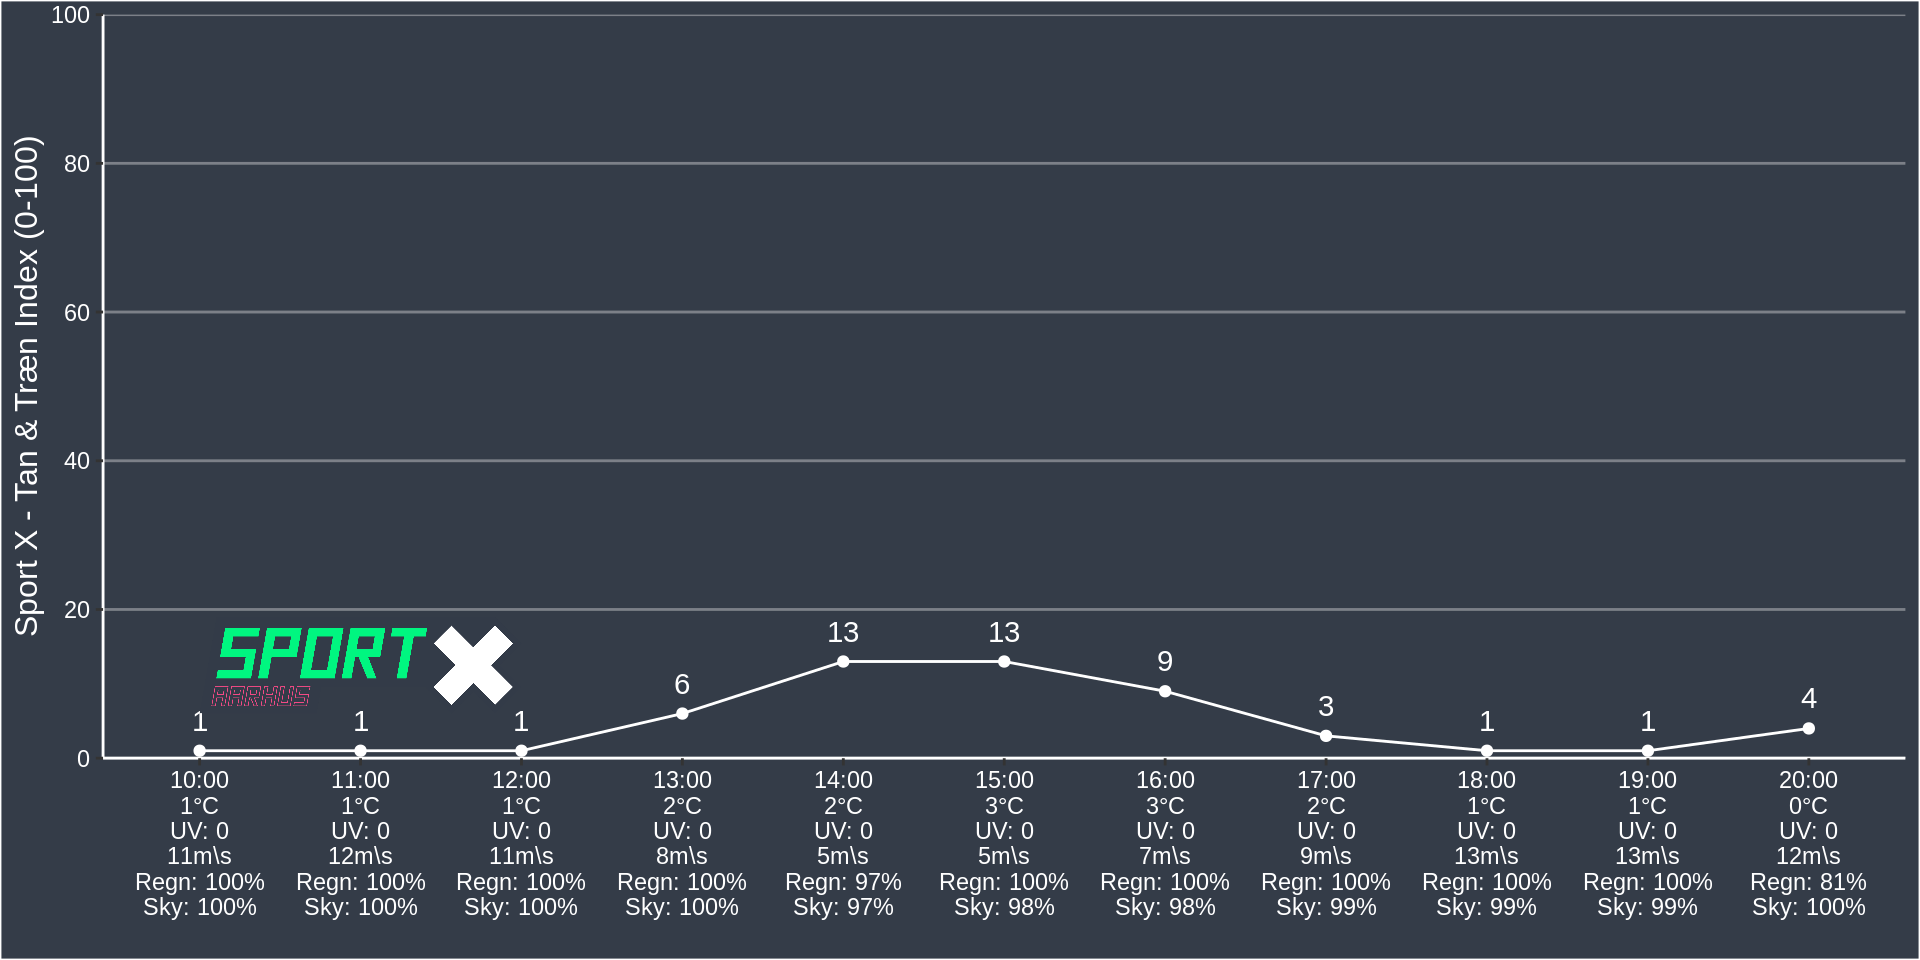 Sport X - Tan & Træn Index (0-100)
100
80
60
40
20
0
SPORT X
AARHUS
1
1
1
6
13
13
9
3
1
1
4
10:00 11:00 12:00 13:00 14:00 15:00 16:00 17:00 18:00 19:00 20:00
1°C 1°C 1°C 2°C 2°C 3°C 3°C 2°C 1°C 1°C 0°C
UV: 0 UV: 0 UV: 0 UV: 0 UV: 0 UV: 0 UV: 0 UV: 0 UV: 0 UV: 0 UV: 0
11m\s 12m\s 11m\s 8m\s 5m\s 5m\s 7m\s 9m\s 13m\s 13m\s 12m\s
Regn: 100% Regn: 100% Regn: 100% Regn: 100% Regn: 97% Regn: 100% Regn: 100% Regn: 100% Regn: 100% Regn: 100% Regn: 81%
Sky: 100% Sky: 100% Sky: 100% Sky: 100% Sky: 97% Sky: 98% Sky: 98% Sky: 99% Sky: 99% Sky: 99% Sky: 100%